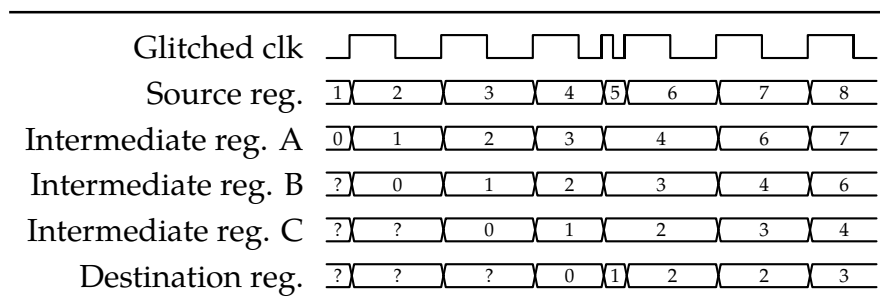 Glitched clk
Source reg. 1 2 3 4 5 6 7 8
Intermediate reg. A 0 1 2 3 4 6 7
Intermediate reg. B ? 0 1 2 3 4 6
Intermediate reg. C ? ? 0 1 2 3 4
Destination reg. ? ? ? 0 1 2 2 3